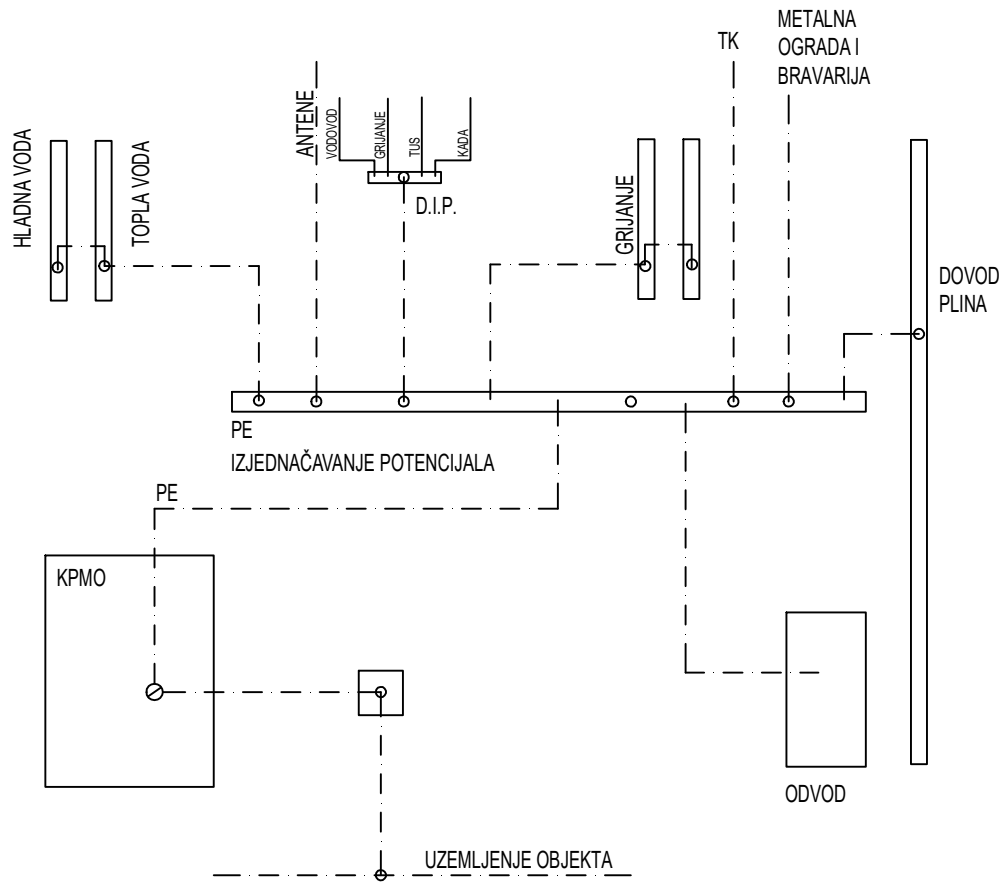 METALNA
OGRADA I
BRAVARIJA
TK
ANTENE
VODOVOD
GRIJANJE
TUS
KADA
D.I.P.
HLADNA VODA
TOPLA VODA
GRIJANJE
DOVOD
PLINA
PE
IZJEDNAČAVANJE POTENCIJALA
PE
KPMO
ODVOD
UZEMLJENJE OBJEKTA